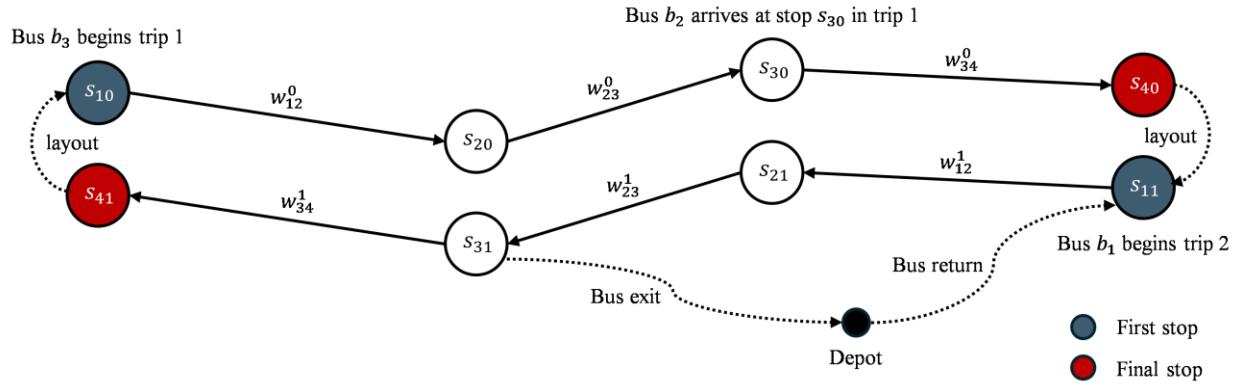 Bus b₂ arrives at stop s₃₀ in trip 1
Bus b₃ begins trip 1
s₁₀
w⁰₁₂
s₂₀
w⁰₂₃
s₃₀
w⁰₃₄
s₄₀
layout
layout
s₄₁
w¹₃₄
s₃₁
w¹₂₃
s₂₁
w¹₁₂
s₁₁
Bus b₁ begins trip 2
Bus return
Bus exit
Depot
First stop
Final stop